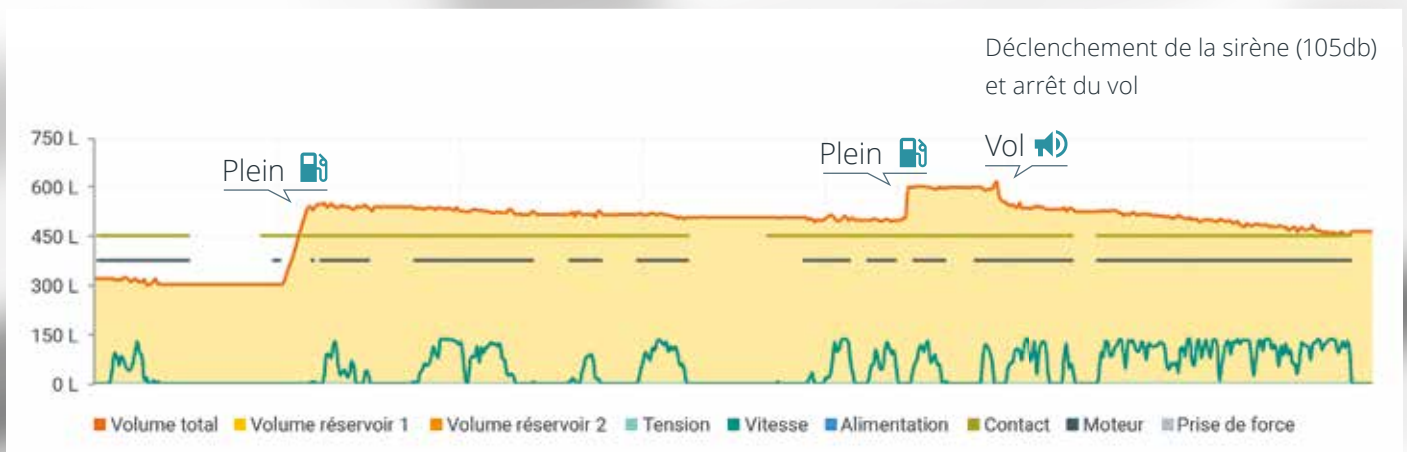 Déclenchement de la sirène (105db)
et arrêt du vol
750 L
Plein
Plein
Vol
600 L
450 L
300 L
150 L
0 L
Volume total Volume réservoir 1 Volume réservoir 2 Tension Vitesse Alimentation Contact Moteur Prise de force